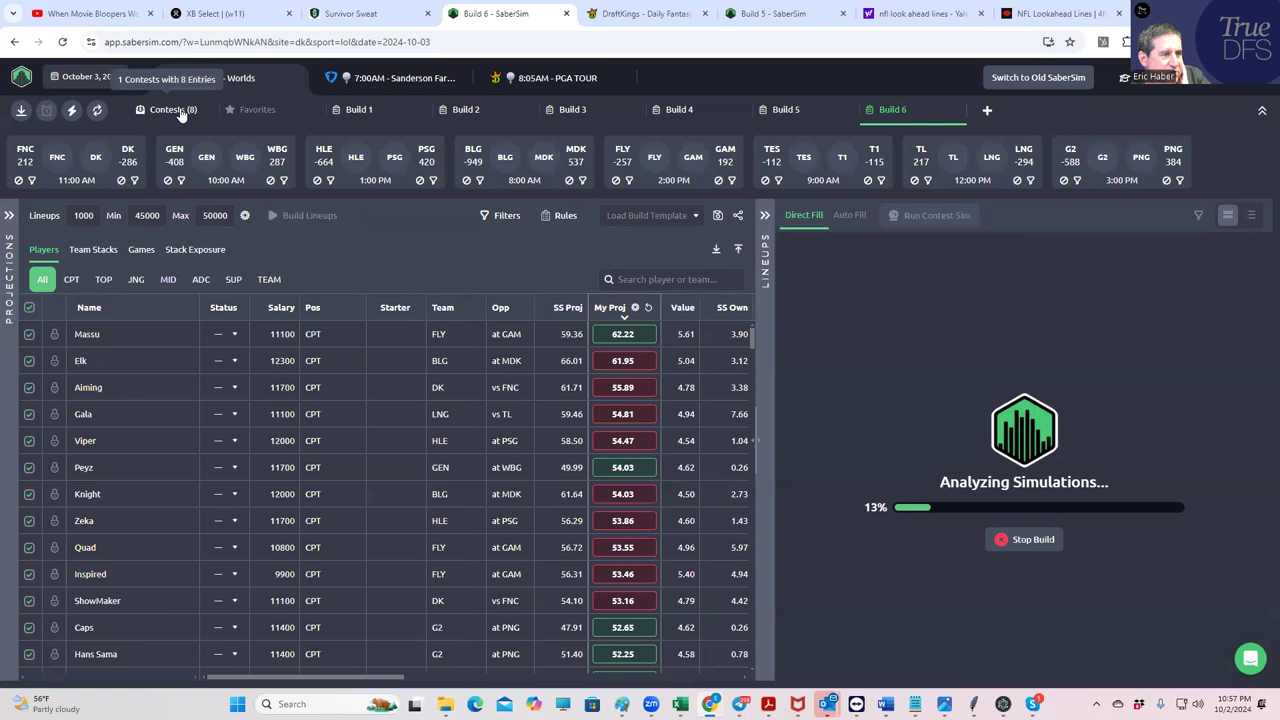 When Movie Bloopers We
XB Select | (w11)
Survivor Sweat
Build 6 - SaberSim
DraftKings - Daily Fantas
Build 5 - SaberSim
nfl look ahead lines - Ya
NFL Lookahead Lines | 4f
True
DFS
Eric Haber
app.sabersim.com/?w=LunmqbWNkAN&site=dk&sport=lol&date=2024-10-03
October 3, 20
1 Contests with 8 Entries
- Worlds
7:00AM - Sanderson Far...
8:05AM - PGA TOUR
Switch to Old SaberSim
Contests (8)
Favorites
Build 1
Build 2
Build 3
Build 4
Build 5
Build 6
FNC 212 FNC DK DK -286 11:00 AM
GEN -408 GEN WBG WBG 287 10:00 AM
HLE -664 HLE PSG PSG 420 1:00 PM
BLG -949 BLG MDK MDK 537 8:00 AM
FLY -257 FLY GAM GAM 192 2:00 PM
TES -112 TES T1 T1 -115 9:00 AM
TL 217 TL LNG LNG -294 12:00 PM
G2 -588 G2 PNG PNG 384 3:00 PM
PROJECTIONS
Lineups 1000 Min 45000 Max 50000 Build Lineups Filters Rules Load Build Template
Players Team Stacks Games Stack Exposure
All CPT TOP JNG MID ADC SUP TEAM Search player or team...
Name Status Salary Pos Starter Team Opp SS Proj My Proj Value SS Own
Massu — 11100 CPT FLY at GAM 59.36 62.22 5.61 3.90
Elk — 12300 CPT BLG at MDK 66.01 61.95 5.04 3.12
Aiming — 11700 CPT DK vs FNC 61.71 55.89 4.78 3.38
Gala — 11100 CPT LNG vs TL 59.46 54.81 4.94 7.66
Viper — 12000 CPT HLE at PSG 58.50 54.47 4.54 1.04
Peyz — 11700 CPT GEN at WBG 49.99 54.03 4.62 0.26
Knight — 12000 CPT BLG at MDK 61.64 54.03 4.50 2.73
Zeka — 11700 CPT HLE at PSG 56.29 53.86 4.60 1.43
Quad — 10800 CPT FLY at GAM 56.72 53.55 4.96 5.97
Inspired — 9900 CPT FLY at GAM 56.31 53.46 5.40 4.94
ShowMaker — 11100 CPT DK vs FNC 54.10 53.16 4.79 4.42
Caps — 11400 CPT G2 at PNG 47.91 52.65 4.62 0.26
Hans Sama — 11400 CPT G2 at PNG 51.40 52.25 4.58 0.78
LINEUPS
Direct Fill Auto Fill Run Contest Sim
Analyzing Simulations...
13%
Stop Build
56°F
Partly cloudy
Search
10:57 PM
10/2/2024